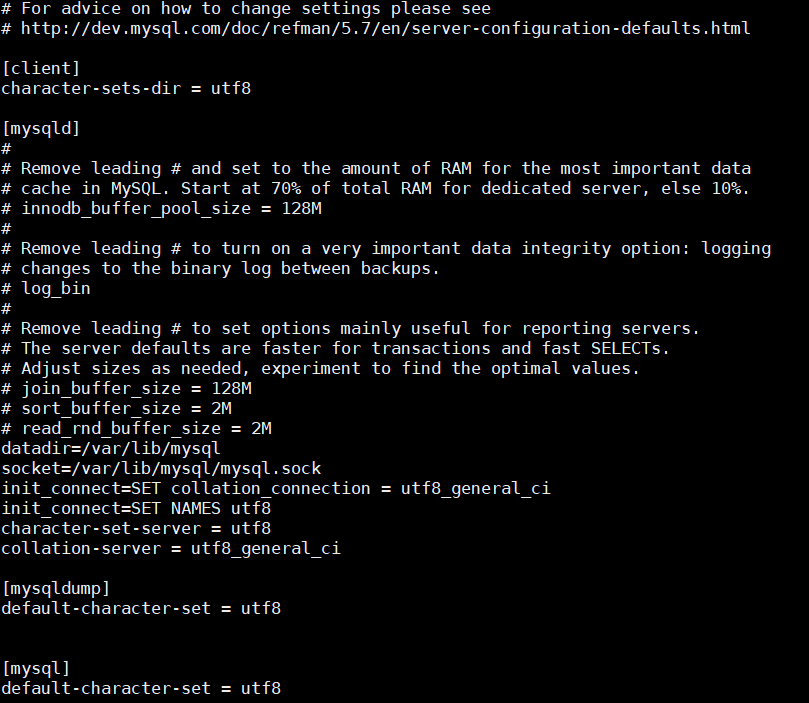 # For advice on how to change settings please see
# http://dev.mysql.com/doc/refman/5.7/en/server-configuration-defaults.html
[client]
character-sets-dir = utf8
[mysqld]
#
# Remove leading # and set to the amount of RAM for the most important data
# cache in MySQL. Start at 70% of total RAM for dedicated server, else 10%.
# innodb_buffer_pool_size = 128M
#
# Remove leading # to turn on a very important data integrity option: logging
# changes to the binary log between backups.
# log_bin
#
# Remove leading # to set options mainly useful for reporting servers.
# The server defaults are faster for transactions and fast SELECTs.
# Adjust sizes as needed, experiment to find the optimal values.
# join_buffer_size = 128M
# sort_buffer_size = 2M
# read_rnd_buffer_size = 2M
datadir=/var/lib/mysql
socket=/var/lib/mysql/mysql.sock
init_connect=SET collation_connection = utf8_general_ci
init_connect=SET NAMES utf8
character-set-server = utf8
collation-server = utf8_general_ci
[mysqldump]
default-character-set = utf8
[mysql]
default-character-set = utf8